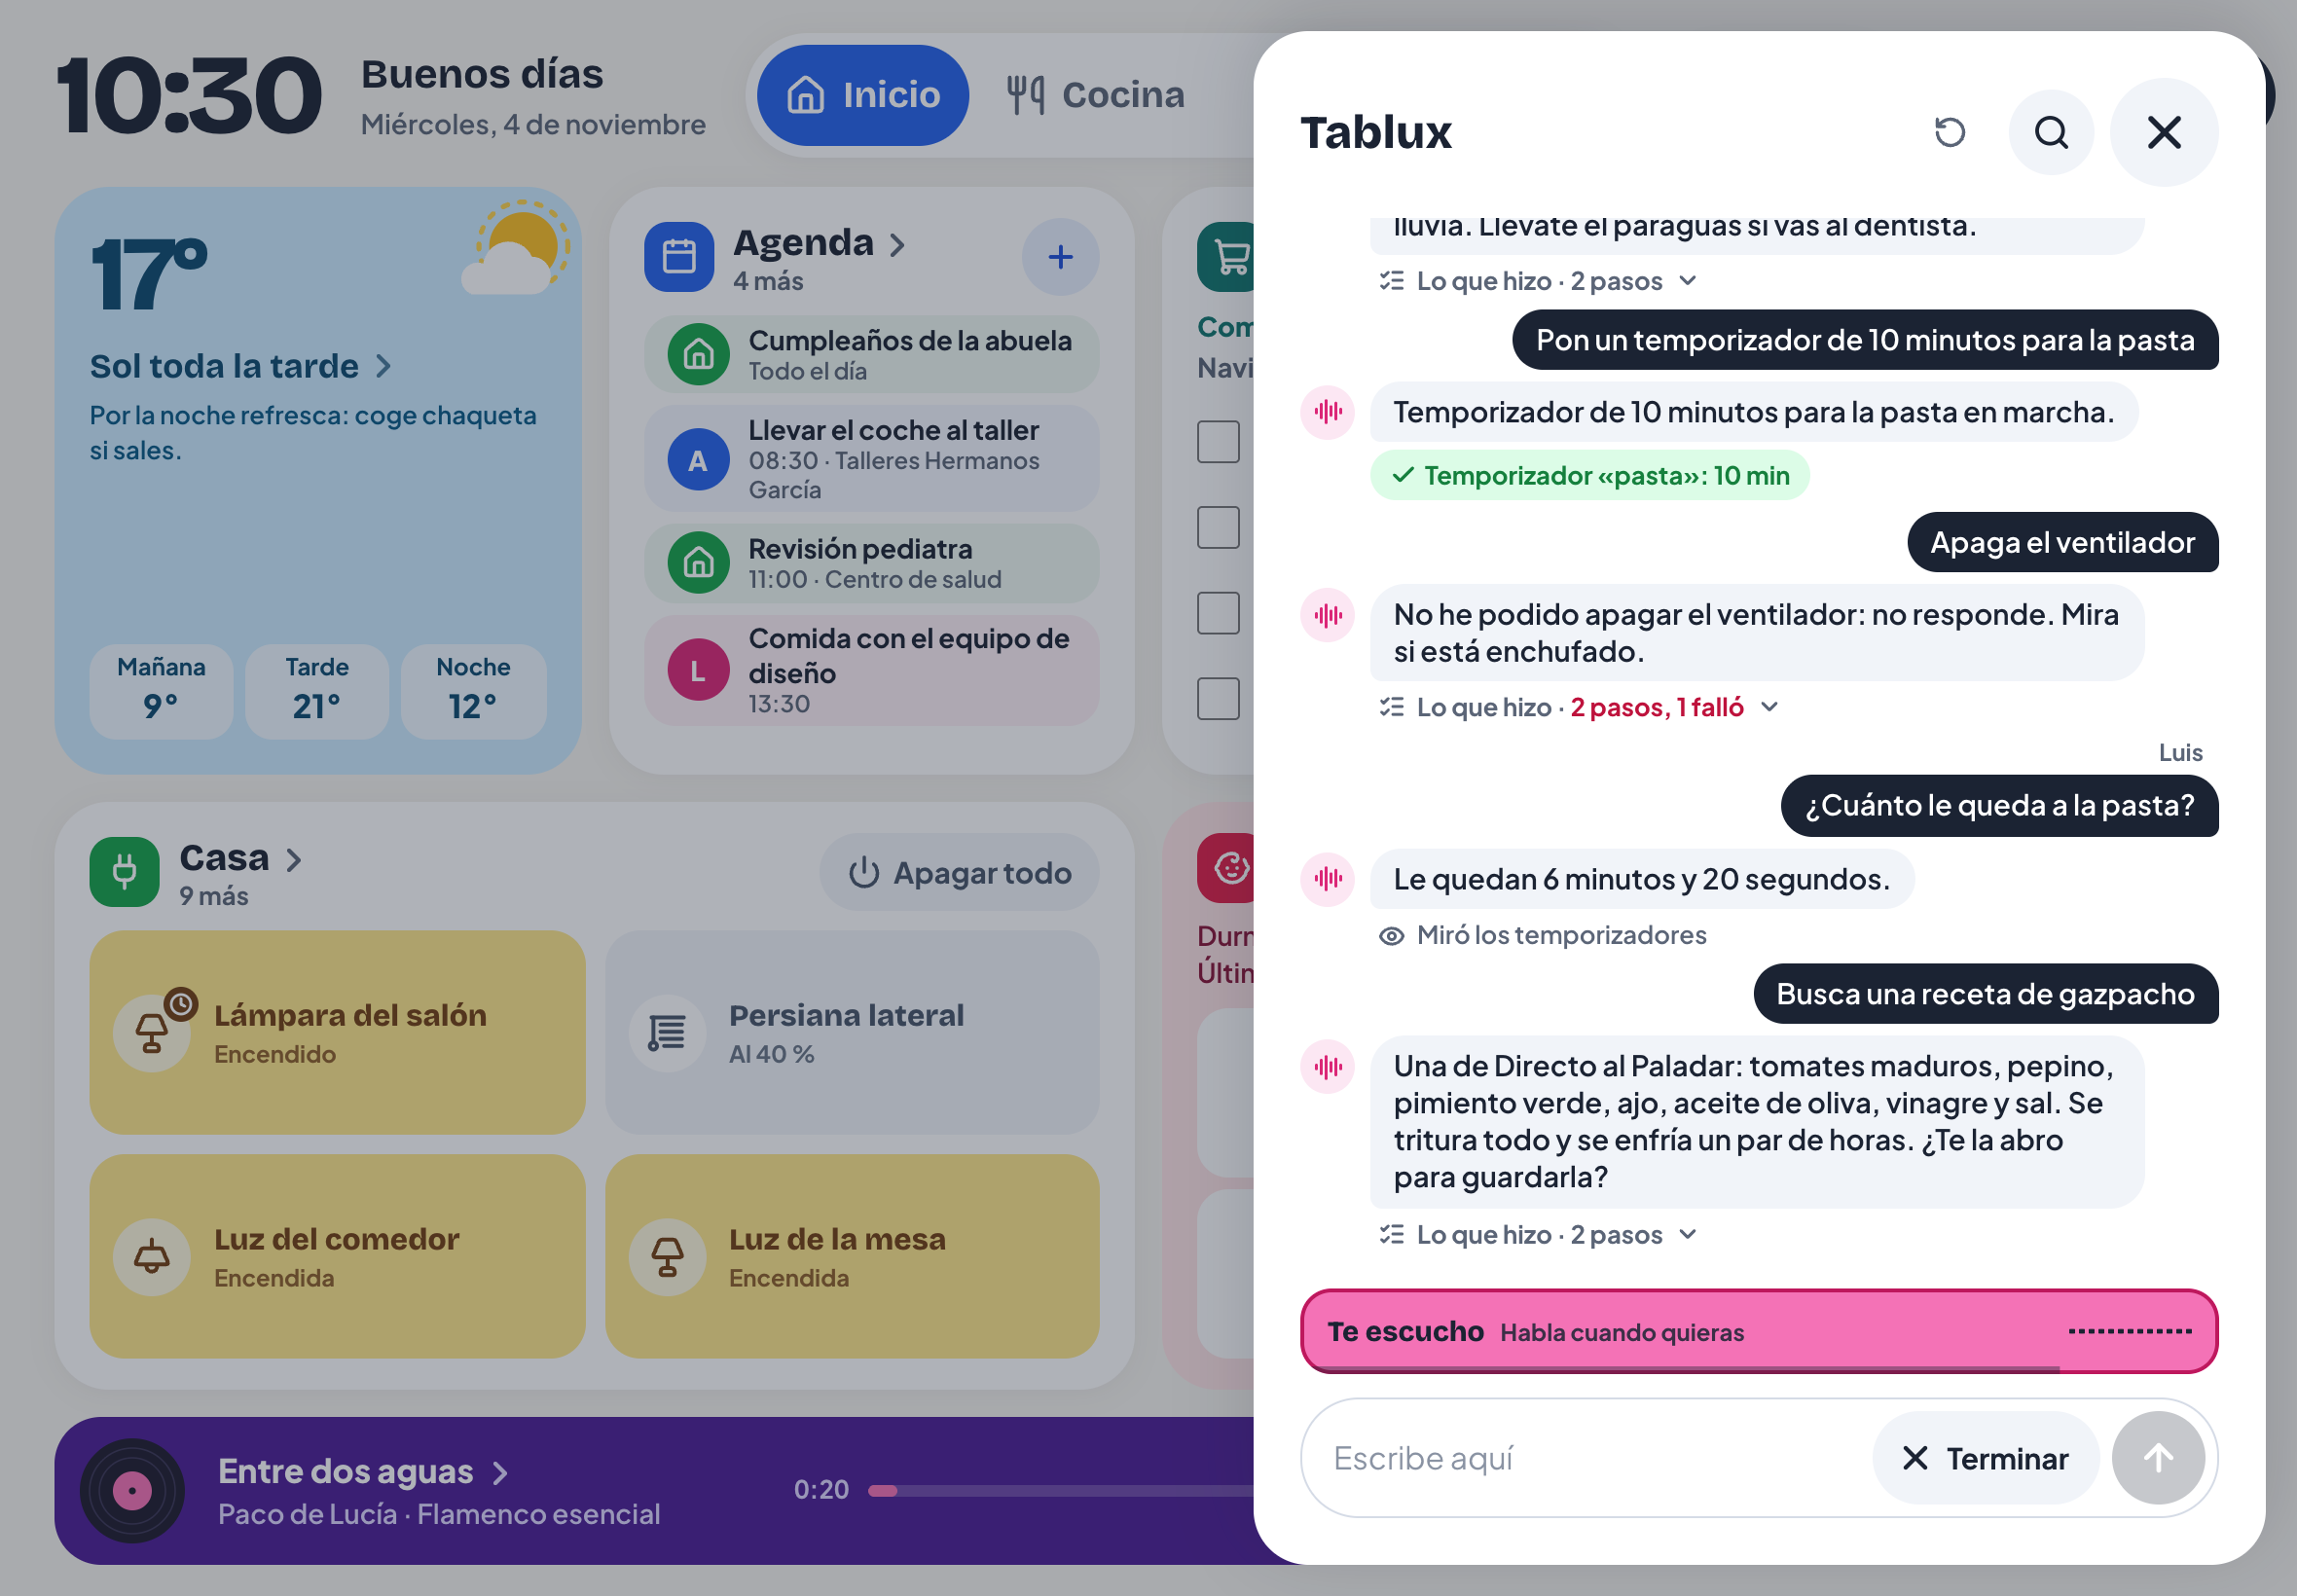 10:30
Buenos días
Miércoles, 4 de noviembre
Inicio
Cocina
17°
Sol toda la tarde
Por la noche refresca: coge chaqueta
si sales.
Mañana
9°
Tarde
21°
Noche
12°
Agenda
4 más
Cumpleaños de la abuela
Todo el día
A
Llevar el coche al taller
08:30 · Talleres Hermanos
García
Revisión pediatra
11:00 · Centro de salud
L
Comida con el equipo de
diseño
13:30
Casa
9 más
Apagar todo
Lámpara del salón
Encendido
Persiana lateral
Al 40 %
Luz del comedor
Encendida
Luz de la mesa
Encendida
Entre dos aguas
Paco de Lucía · Flamenco esencial
0:20
Tablux
lluvia. Llévate el paraguas si vas al dentista.
Lo que hizo · 2 pasos
Pon un temporizador de 10 minutos para la pasta
Temporizador de 10 minutos para la pasta en marcha.
Temporizador «pasta»: 10 min
Apaga el ventilador
No he podido apagar el ventilador: no responde. Mira
si está enchufado.
Lo que hizo · 2 pasos, 1 falló
Luis
¿Cuánto le queda a la pasta?
Le quedan 6 minutos y 20 segundos.
Miró los temporizadores
Busca una receta de gazpacho
Una de Directo al Paladar: tomates maduros, pepino,
pimiento verde, ajo, aceite de oliva, vinagre y sal. Se
tritura todo y se enfría un par de horas. ¿Te la abro
para guardarla?
Lo que hizo · 2 pasos
Te escucho Habla cuando quieras
Escribe aquí
Terminar